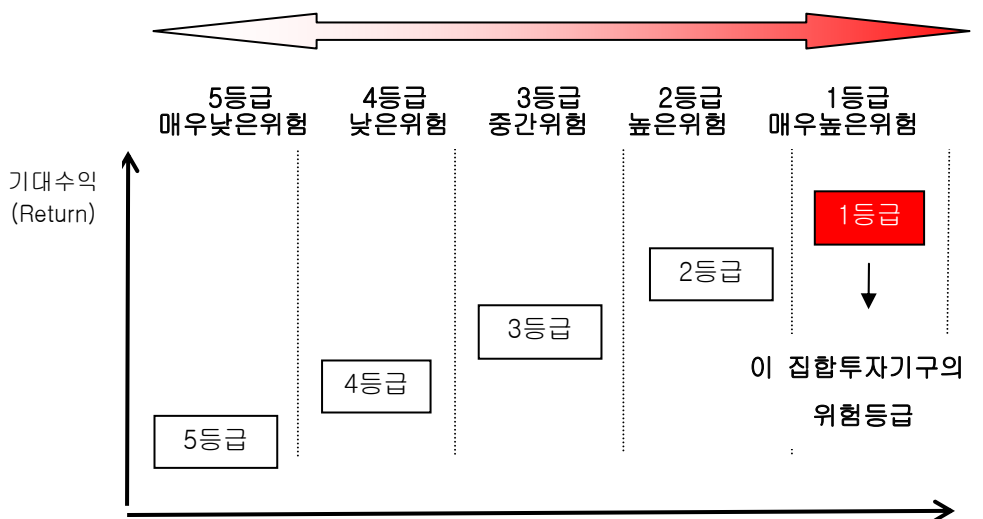 5등급 4등급 3등급 2등급 1등급
매우낮은위험 낮은위험 중간위험 높은위험 매우높은위험
기대수익
(Return)
1등급
2등급
3등급
이 집합투자기구의
4등급
위험등급
5등급